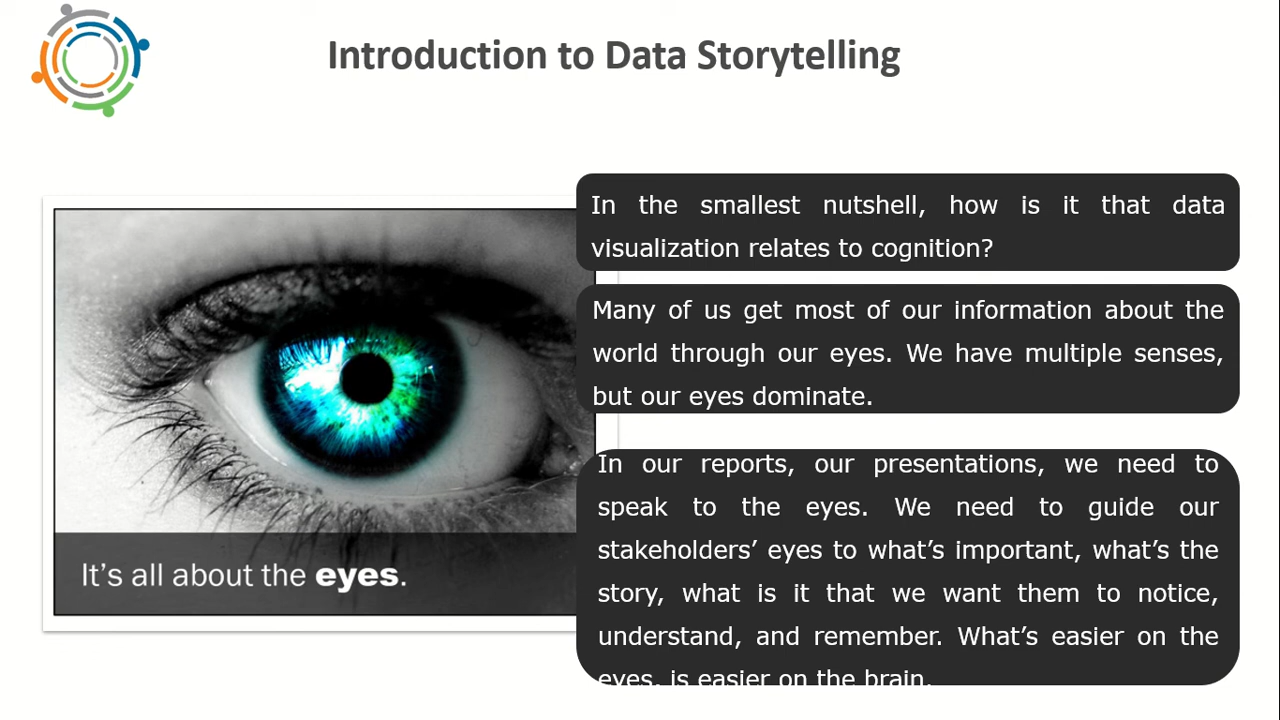 Introduction to Data Storytelling
In the smallest nutshell, how is it that data
visualization relates to cognition?
Many of us get most of our information about the
world through our eyes. We have multiple senses,
but our eyes dominate.
In our reports, our presentations, we need to
speak to the eyes. We need to guide our
stakeholders’ eyes to what’s important, what’s the
story, what is it that we want them to notice,
understand, and remember. What’s easier on the
eyes, is easier on the brain.
It’s all about the eyes.